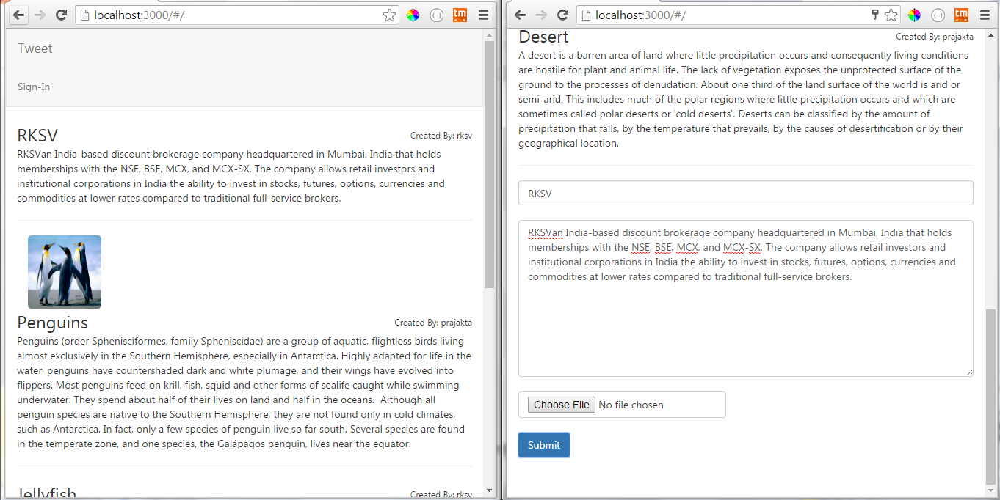 localhost:3000/#/
tm
Tweet
Sign-In
RKSV
Created By: rksv
RKSVan India-based discount brokerage company headquartered in Mumbai, India that holds
memberships with the NSE, BSE, MCX, and MCX-SX. The company allows retail investors and
institutional corporations in India the ability to invest in stocks, futures, options, currencies and
commodities at lower rates compared to traditional full-service brokers.
Penguins
Created By: prajakta
Penguins (order Sphenisciformes, family Spheniscidae) are a group of aquatic, flightless birds living
almost exclusively in the Southern Hemisphere, especially in Antarctica. Highly adapted for life in the
water, penguins have countershaded dark and white plumage, and their wings have evolved into
flippers. Most penguins feed on krill, fish, squid and other forms of sealife caught while swimming
underwater. They spend about half of their lives on land and half in the oceans.  Although all
penguin species are native to the Southern Hemisphere, they are not found only in cold climates,
such as Antarctica. In fact, only a few species of penguin live so far south. Several species are found
in the temperate zone, and one species, the Galápagos penguin, lives near the equator.
Jellyfish
Created By: rksv
localhost:3000/#/
tm
Desert
Created By: prajakta
A desert is a barren area of land where little precipitation occurs and consequently living conditions
are hostile for plant and animal life. The lack of vegetation exposes the unprotected surface of the
ground to the processes of denudation. About one third of the land surface of the world is arid or
semi-arid. This includes much of the polar regions where little precipitation occurs and which are
sometimes called polar deserts or 'cold deserts'. Deserts can be classified by the amount of
precipitation that falls, by the temperature that prevails, by the causes of desertification or by their
geographical location.
RKSV
RKSVan India-based discount brokerage company headquartered in Mumbai, India that holds
memberships with the NSE, BSE, MCX, and MCX-SX. The company allows retail investors and
institutional corporations in India the ability to invest in stocks, futures, options, currencies and
commodities at lower rates compared to traditional full-service brokers.
Choose File No file chosen
Submit